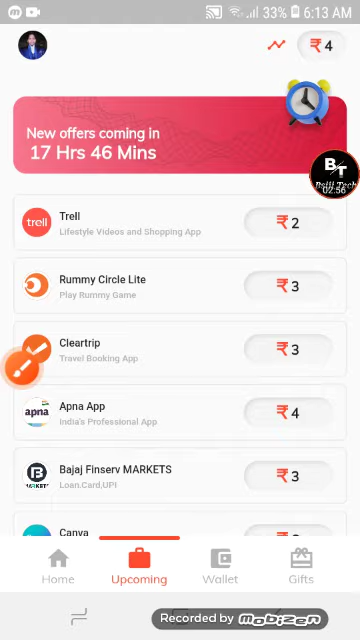 33% 6:13 AM
₹ 4
New offers coming in
17 Hrs 46 Mins
B/T
02:56
Trell
trell
Lifestyle Videos and Shopping App
₹ 2
Rummy Circle Lite
Play Rummy Game
₹ 3
Cleartrip
Travel Booking App
₹ 3
Apna App
apna
India's Professional App
₹ 4
Bajaj Finserv MARKETS
MARKETS
Loan.Card,UPI
₹ 3
Canva
Home
Upcoming
Wallet
Gifts
Recorded by MOBIZEN